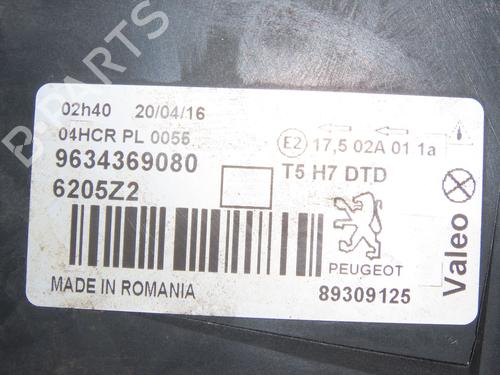 02h40 20/04/16
04HCR PL 0055
E2 17,5 02A 01 1a
9634369080
T5 H7 DTD
6205Z2
PEUGEOT
MADE IN ROMANIA
89309125
Valeo
B-PARTS